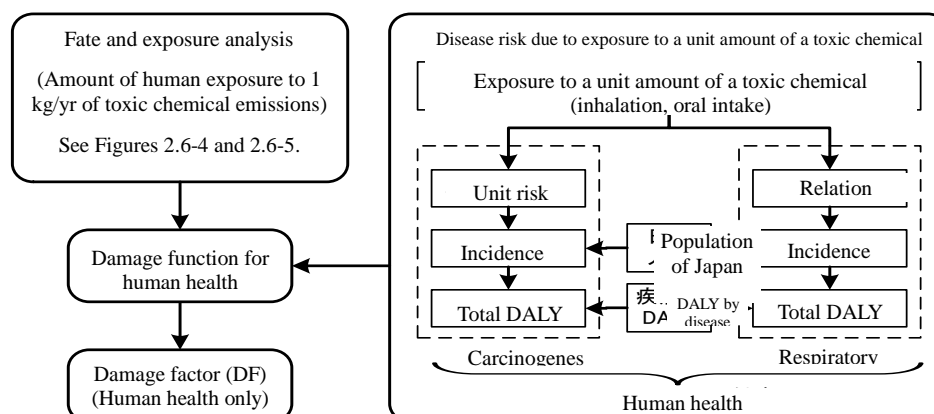 Fate and exposure analysis
(Amount of human exposure to 1
kg/yr of toxic chemical emissions)
See Figures 2.6-4 and 2.6-5.
Damage function for
human health
Damage factor (DF)
(Human health only)
Disease risk due to exposure to a unit amount of a toxic chemical
Exposure to a unit amount of a toxic chemical
(inhalation, oral intake)
Unit risk
Incidence
Total DALY
Carcinogenes
Population
of Japan
疾
DA
DALY by
disease
Relation
Incidence
Total DALY
Respiratory
Human health